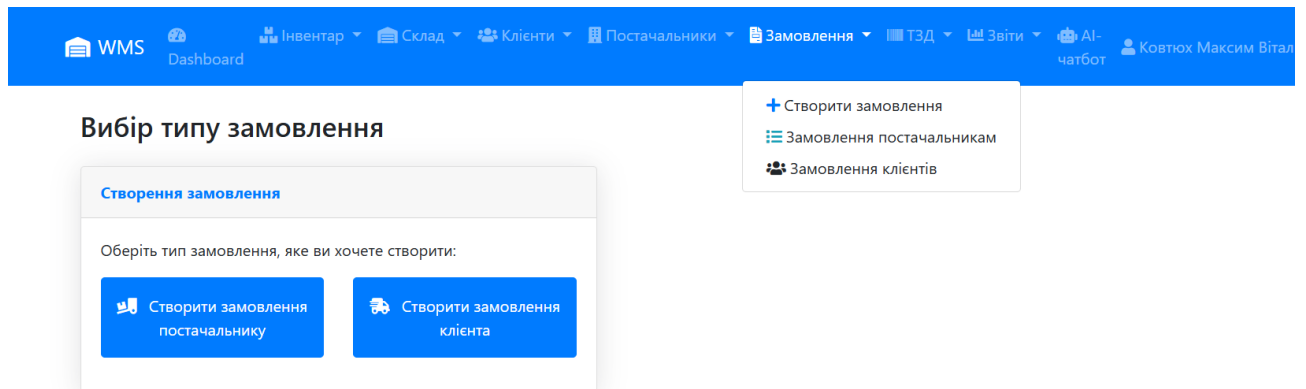 WMS
Dashboard
Інвентар
Склад
Клієнти
Постачальники
Замовлення
ТЗД
Звіти
AI-
чатбот
Ковтюх Максим Вітал
Створити замовлення
Замовлення постачальникам
Замовлення клієнтів
Вибір типу замовлення
Створення замовлення
Оберіть тип замовлення, яке ви хочете створити:
Створити замовлення
постачальнику
Створити замовлення
клієнта